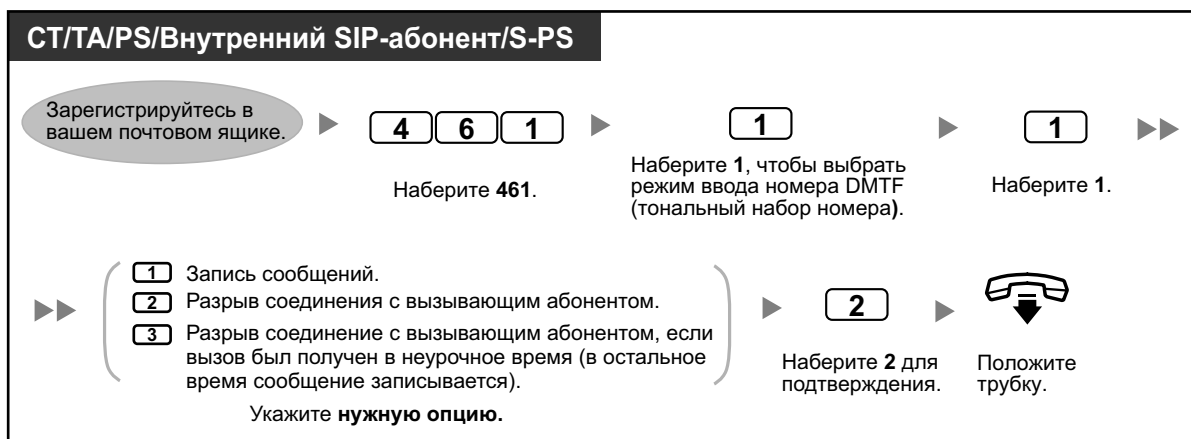 CT/TA/PS/Внутренний SIP-абонент/S-PS
Зарегистрируйтесь в
вашем почтовом ящике.
4 6 1
Наберите 461.
1
Наберите 1, чтобы выбрать
режим ввода номера DMTF
(тональный набор номера).
1
Наберите 1.
1 Запись сообщений.
2 Разрыв соединения с вызывающим абонентом.
3 Разрыв соединение с вызывающим абонентом, если
вызов был получен в неурочное время (в остальное
время сообщение записывается).
Укажите нужную опцию.
2
Наберите 2 для
подтверждения.
Положите
трубку.